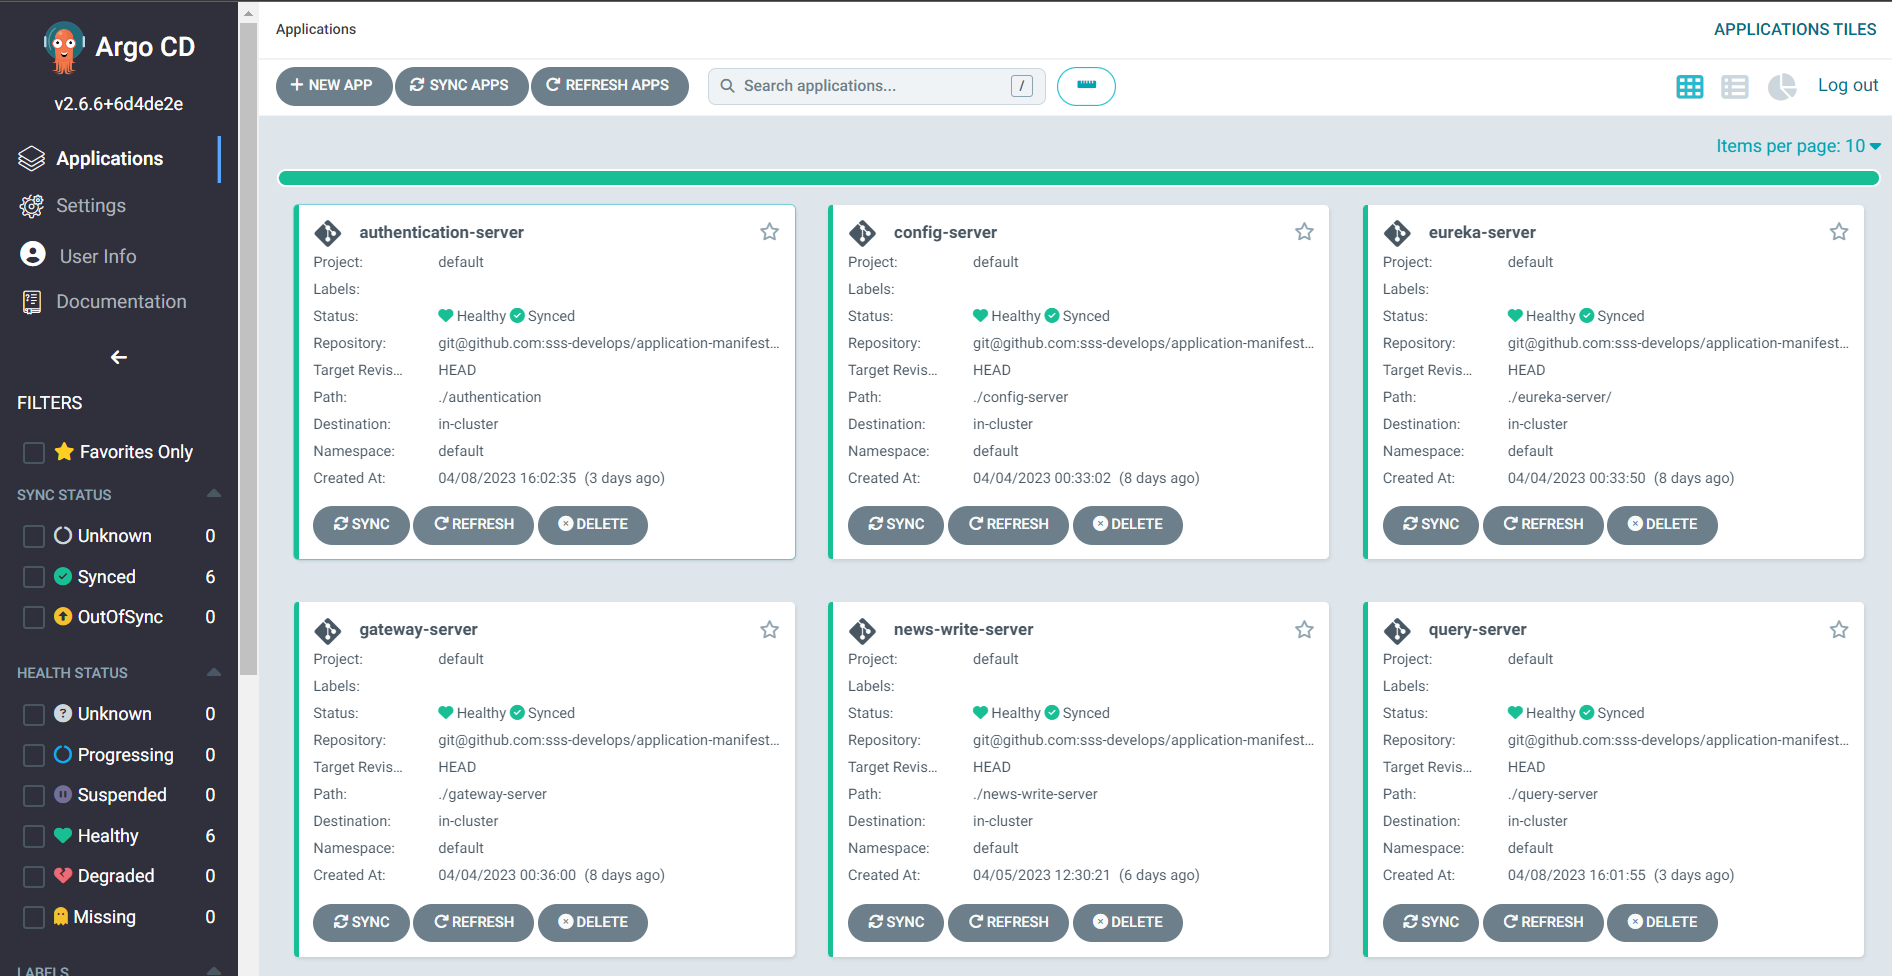 Argo CD
v2.6.6+6d4de2e
Applications
Settings
User Info
Documentation
FILTERS
Favorites Only
SYNC STATUS
Unknown 0
Synced 6
OutOfSync 0
HEALTH STATUS
Unknown 0
Progressing 0
Suspended 0
Healthy 6
Degraded 0
Missing 0
LABELS
Applications
APPLICATIONS TILES
NEW APP SYNC APPS REFRESH APPS Search applications... / Log out
Items per page: 10
authentication-server
Project: default
Labels:
Status: Healthy Synced
Repository: git@github.com:sss-develops/application-manifest...
Target Revis... HEAD
Path: ./authentication
Destination: in-cluster
Namespace: default
Created At: 04/08/2023 16:02:35 (3 days ago)
SYNC REFRESH DELETE
config-server
Project: default
Labels:
Status: Healthy Synced
Repository: git@github.com:sss-develops/application-manifest...
Target Revis... HEAD
Path: ./config-server
Destination: in-cluster
Namespace: default
Created At: 04/04/2023 00:33:02 (8 days ago)
SYNC REFRESH DELETE
eureka-server
Project: default
Labels:
Status: Healthy Synced
Repository: git@github.com:sss-develops/application-manifest...
Target Revis... HEAD
Path: ./eureka-server/
Destination: in-cluster
Namespace: default
Created At: 04/04/2023 00:33:50 (8 days ago)
SYNC REFRESH DELETE
gateway-server
Project: default
Labels:
Status: Healthy Synced
Repository: git@github.com:sss-develops/application-manifest...
Target Revis... HEAD
Path: ./gateway-server
Destination: in-cluster
Namespace: default
Created At: 04/04/2023 00:36:00 (8 days ago)
SYNC REFRESH DELETE
news-write-server
Project: default
Labels:
Status: Healthy Synced
Repository: git@github.com:sss-develops/application-manifest...
Target Revis... HEAD
Path: ./news-write-server
Destination: in-cluster
Namespace: default
Created At: 04/05/2023 12:30:21 (6 days ago)
SYNC REFRESH DELETE
query-server
Project: default
Labels:
Status: Healthy Synced
Repository: git@github.com:sss-develops/application-manifest...
Target Revis... HEAD
Path: ./query-server
Destination: in-cluster
Namespace: default
Created At: 04/08/2023 16:01:55 (3 days ago)
SYNC REFRESH DELETE